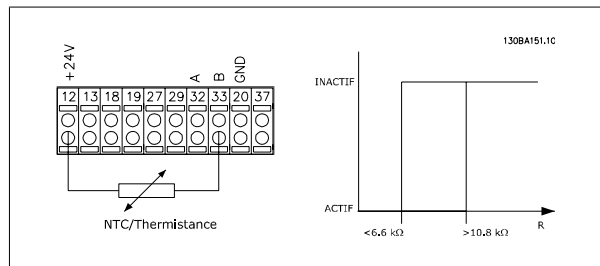 130BA151.10
+24V
A
B
GND
12 13 18 19 27 29 32 33 20 37
NTC/Thermistance
INACTIF
ACTIF
<6.6 kΩ
>10.8 kΩ
R